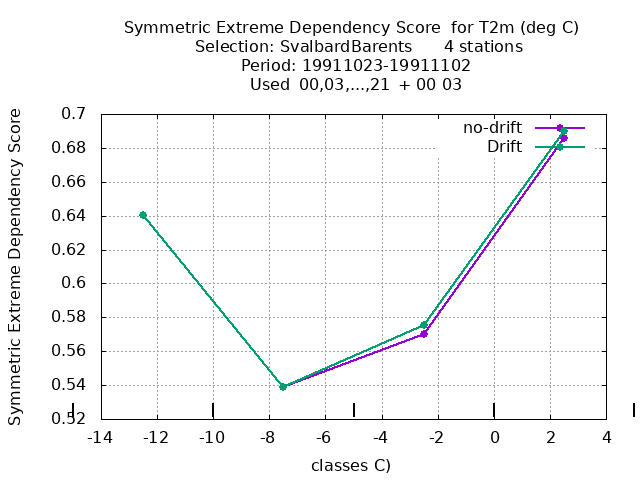 Symmetric Extreme Dependency Score for T2m (deg C)
Selection: SvalbardBarents 4 stations
Period: 19911023-19911102
Used 00,03,...,21 + 00 03
Symmetric Extreme Dependency Score
0.7
0.68
0.66
0.64
0.62
0.6
0.58
0.56
0.54
0.52
no-drift
Drift
-14 -12 -10 -8 -6 -4 -2 0 2 4
classes C)